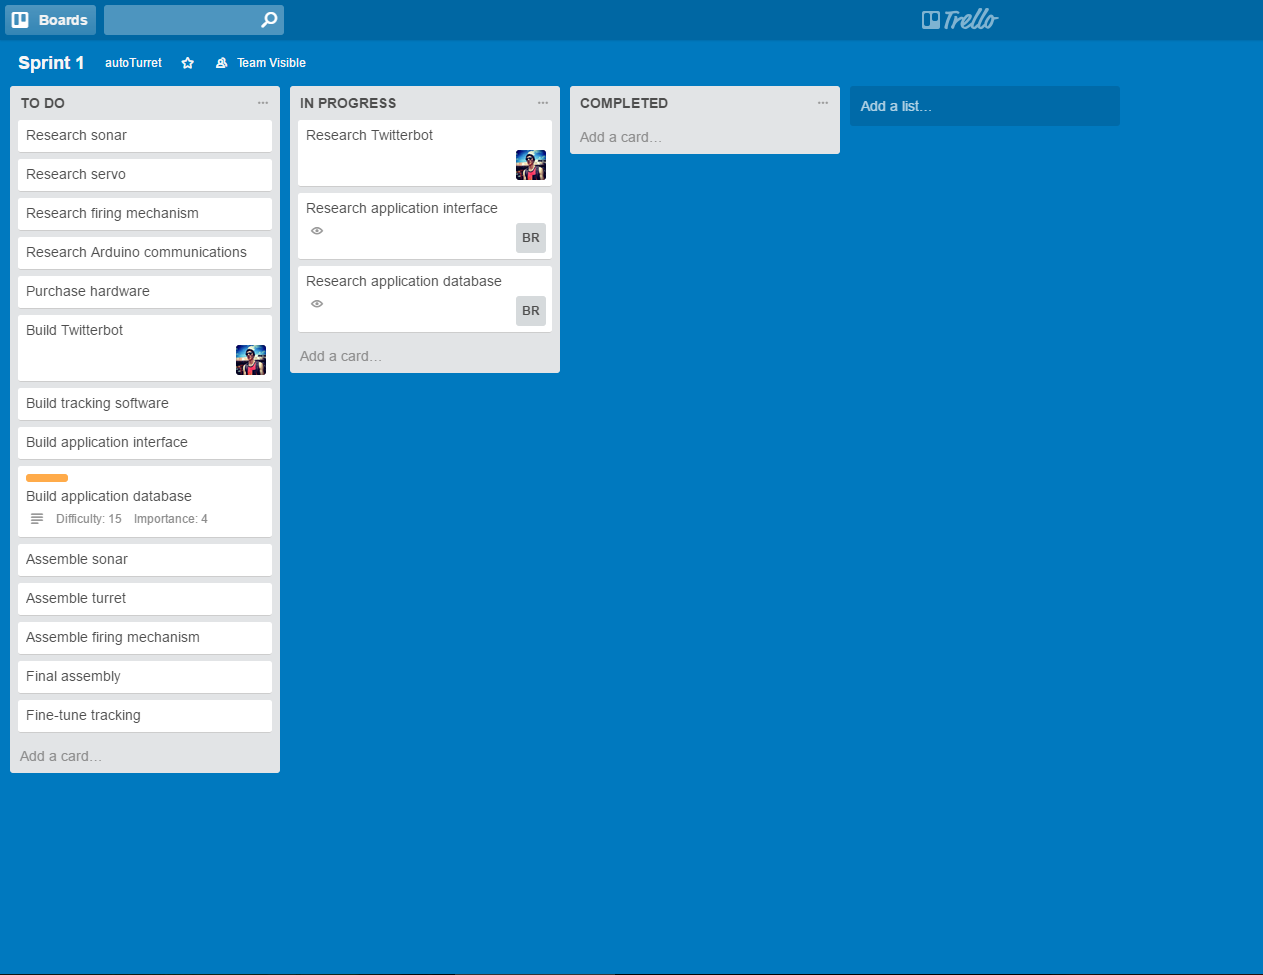 Boards
Trello
Sprint 1 autoTurret Team Visible
TO DO
Research sonar
Research servo
Research firing mechanism
Research Arduino communications
Purchase hardware
Build Twitterbot
Build tracking software
Build application interface
Build application database
Difficulty: 15 Importance: 4
Assemble sonar
Assemble turret
Assemble firing mechanism
Final assembly
Fine-tune tracking
Add a card...
IN PROGRESS
Research Twitterbot
Research application interface
BR
Research application database
BR
Add a card...
COMPLETED
Add a card...
Add a list...